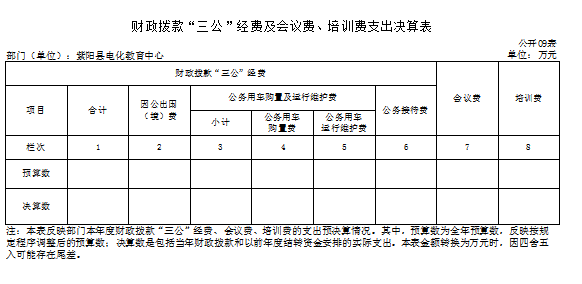 财政拨款“三公”经费及会议费、培训费支出决算表
公开09表
部门（单位）：紫阳县电化教育中心
单位：万元
财政拨款“三公”经费
会议费
培训费
项目
合计
因公出国
（境）费
公务用车购置及运行维护费
公务接待费
小计
公务用车
购置费
公务用车
运行维护费
栏次
1
2
3
4
5
6
7
8
预算数
决算数
注：本表反映部门本年度财政拨款“三公”经费、会议费、培训费的支出预决算情况。其中，预算数为全年预算数，反映按规
定程序调整后的预算数；决算数是包括当年财政拨款和以前年度结转资金安排的实际支出。本表金额转换为万元时，因四舍五
入可能存在尾差。